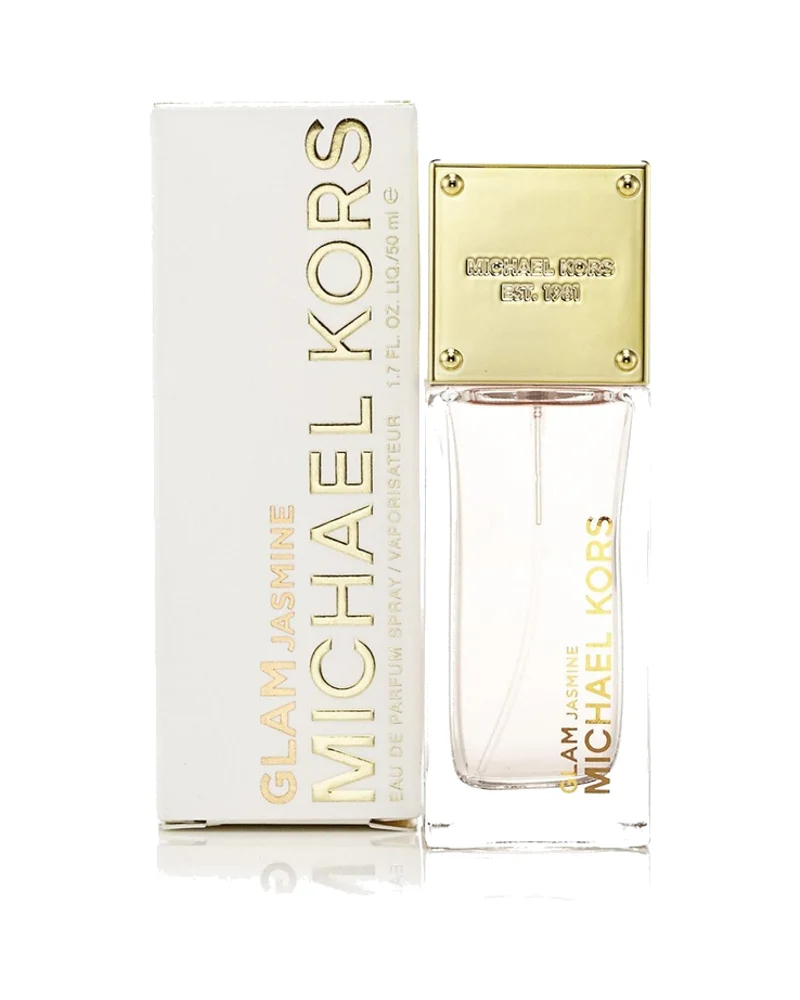 GLAM JASMINE
MICHAEL KORS
EAU DE PARFUM SPRAY / VAPORISATEUR 1.7 FL. OZ. LIQ./50 ml ℮
MICHAEL KORS
EST. 1981
GLAM JASMINE
MICHAEL KORS